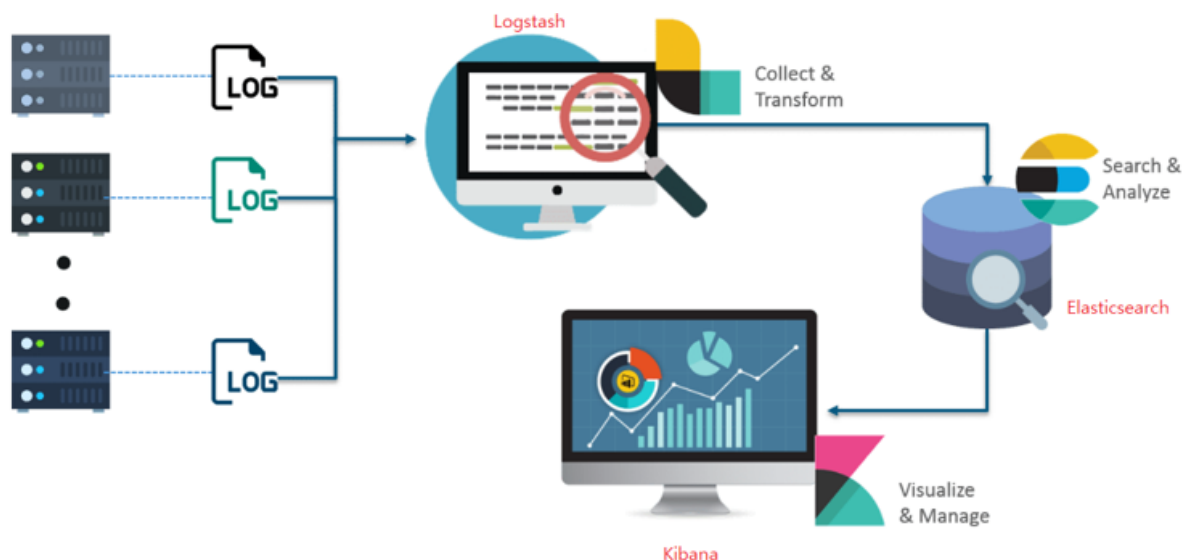 Logstash
Collect &
Transform
LOG
LOG
LOG
Search &
Analyze
Elasticsearch
Visualize
& Manage
Kibana